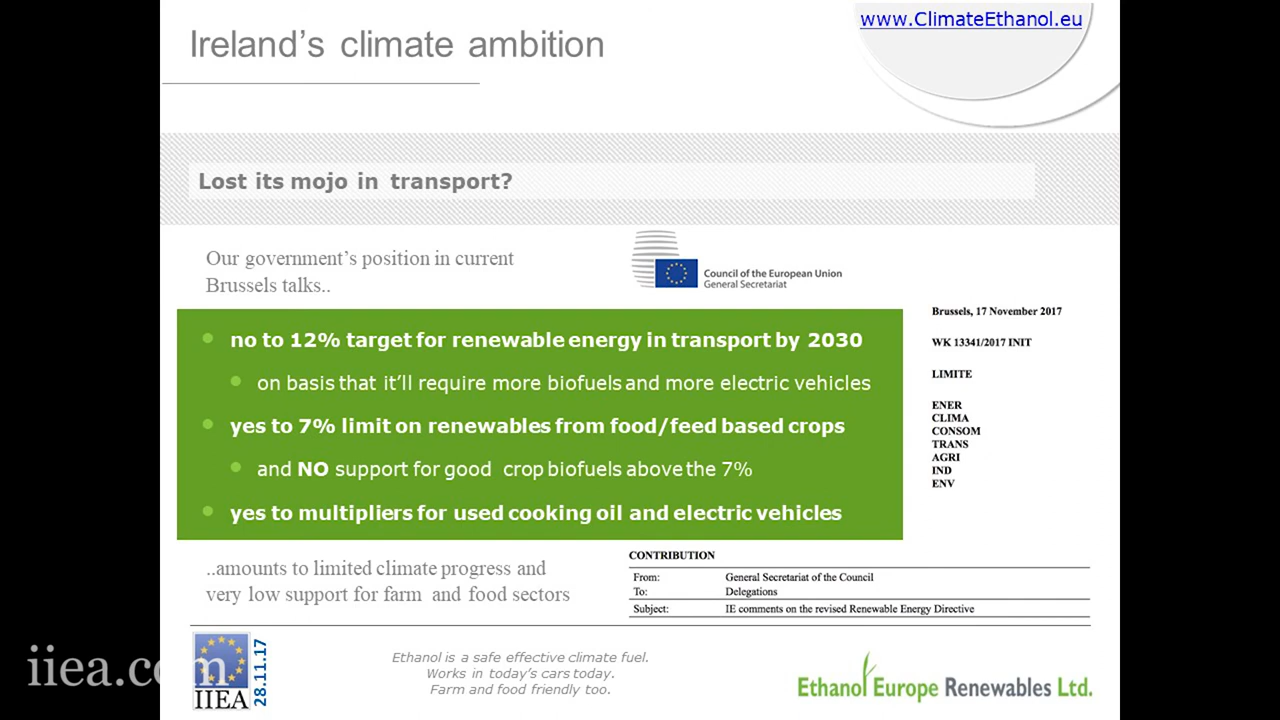 www.ClimateEthanol.eu
Ireland's climate ambition
Lost its mojo in transport?
Our government's position in current
Brussels talks..
Council of the European Union
General Secretariat
Brussels, 17 November 2017
WK 13341/2017 INIT
LIMITE
ENER
CLIMA
CONSOM
TRANS
AGRI
IND
ENV
no to 12% target for renewable energy in transport by 2030
on basis that it'll require more biofuels and more electric vehicles
yes to 7% limit on renewables from food/feed based crops
and NO support for good crop biofuels above the 7%
yes to multipliers for used cooking oil and electric vehicles
..amounts to limited climate progress and
very low support for farm and food sectors
CONTRIBUTION
From: General Secretariat of the Council
To: Delegations
Subject: IE comments on the revised Renewable Energy Directive
iiea.com
IIEA
28.11.17
Ethanol is a safe effective climate fuel.
Works in today's cars today.
Farm and food friendly too.
Ethanol Europe Renewables Ltd.